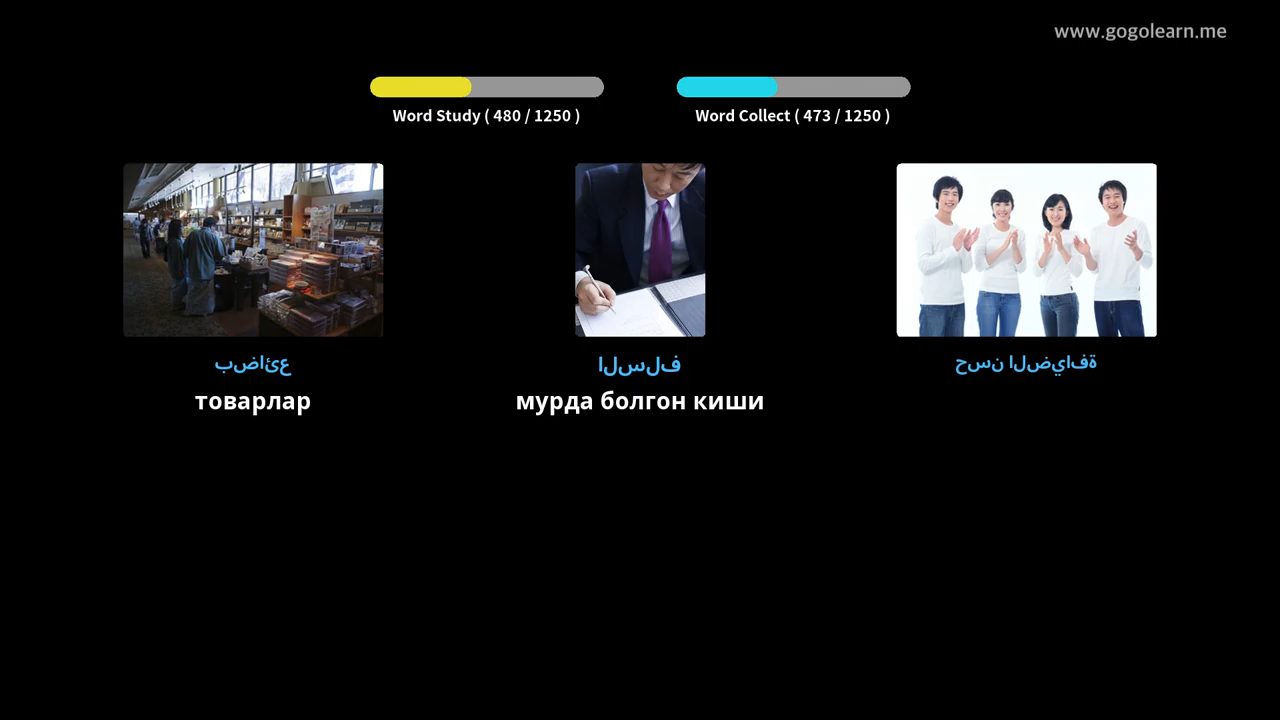 www.gogolearn.me
Word Study ( 480 / 1250 )
Word Collect ( 473 / 1250 )
بضائع
السلف
حسن الضيافة
товарлар
мурда болгон киши